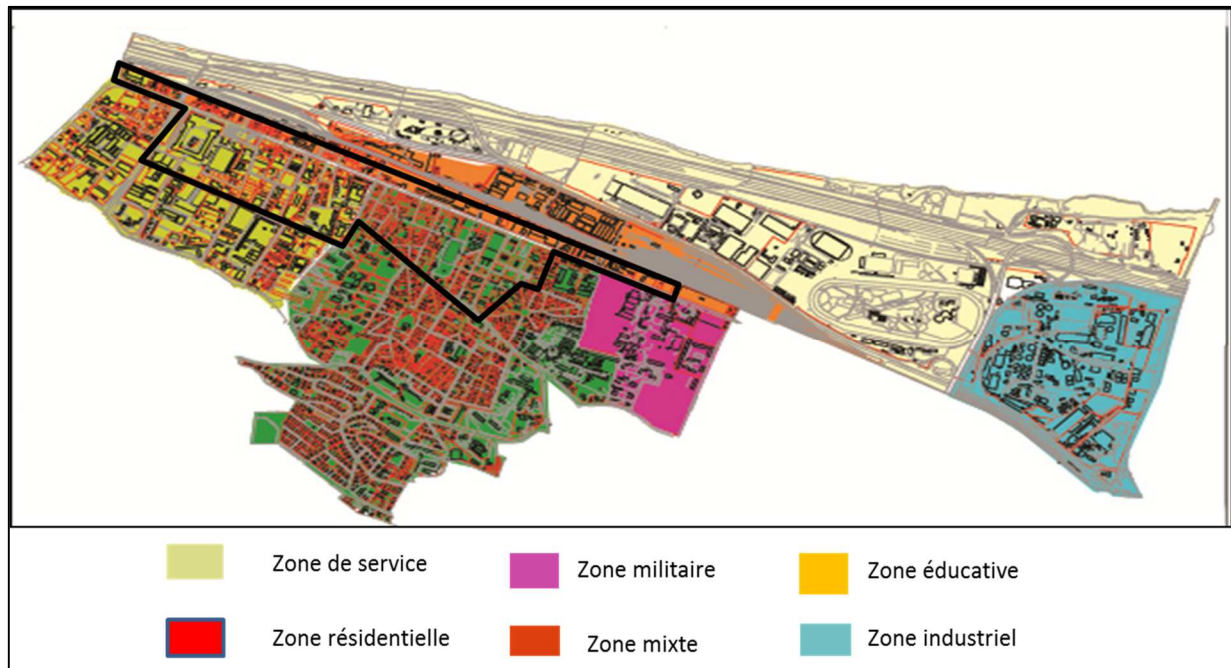 Zone de service
Zone militaire
Zone éducative
Zone résidentielle
Zone mixte
Zone industriel